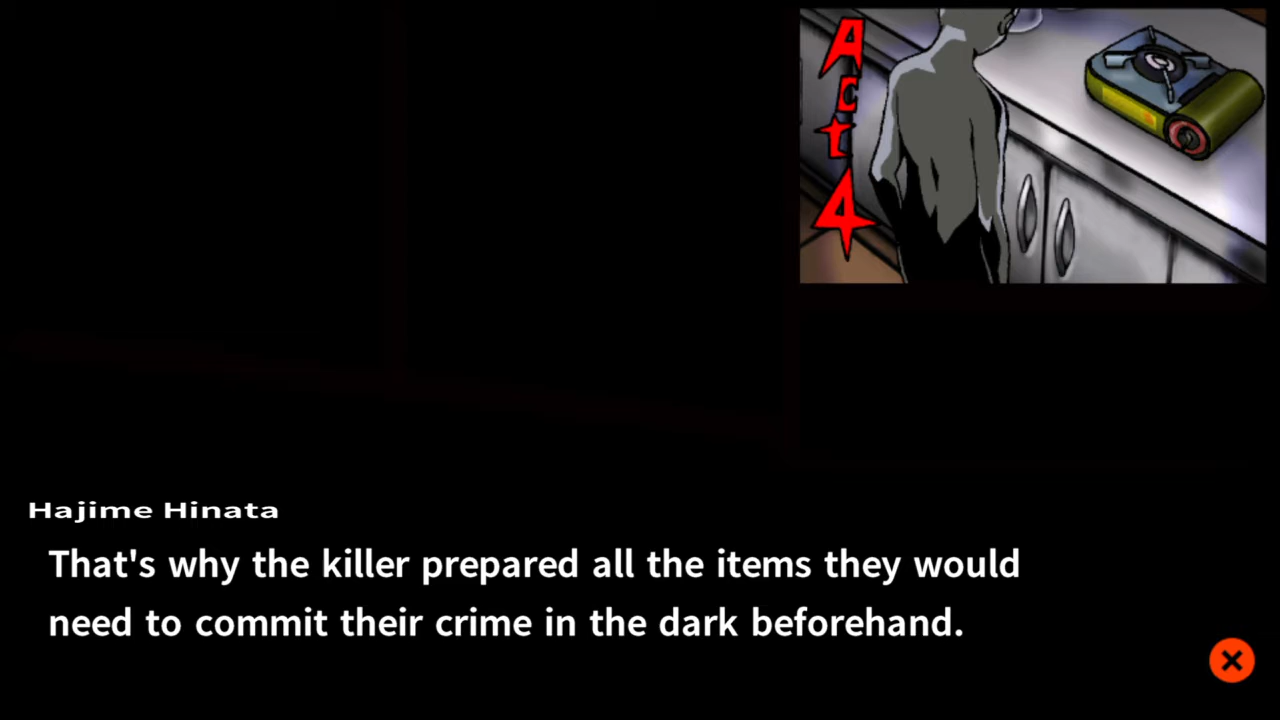 Act 4
Hajime Hinata
That's why the killer prepared all the items they would
need to commit their crime in the dark beforehand.